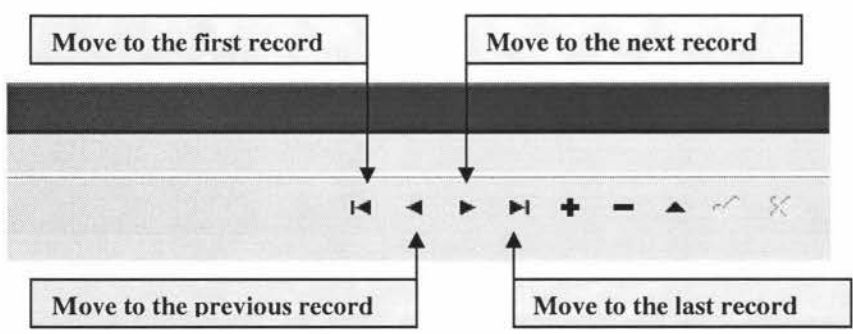 Move to the first record
Move to the next record
Move to the previous record
Move to the last record